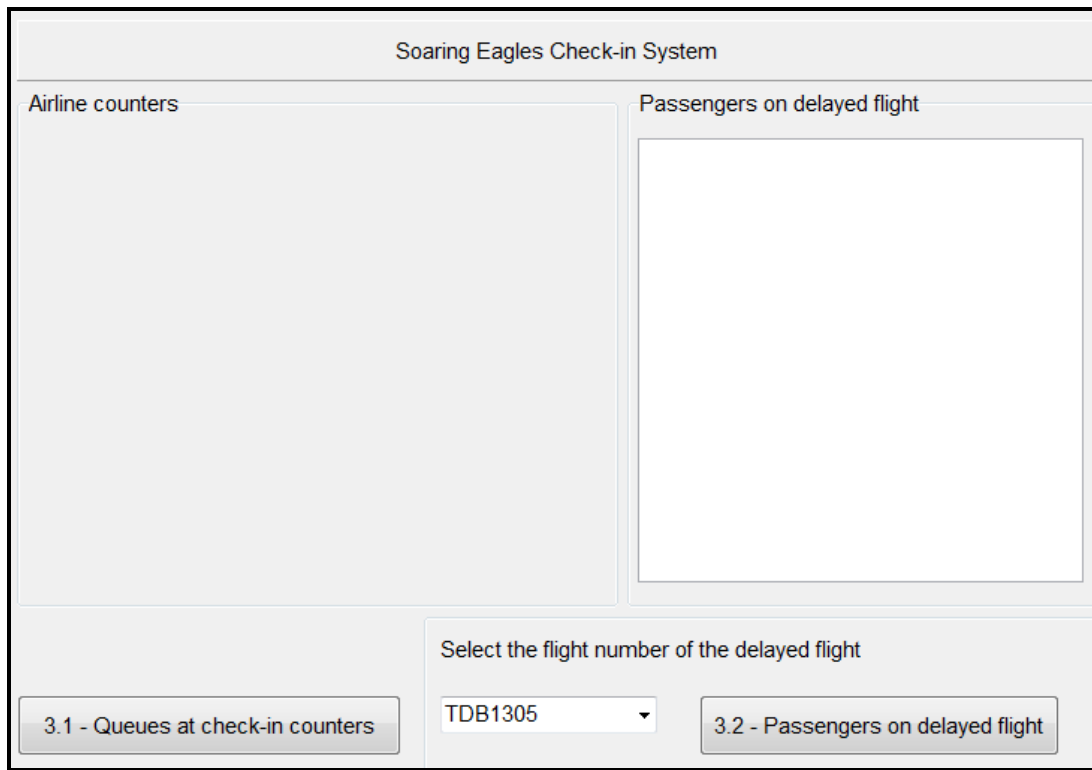 Soaring Eagles Check-in System
Airline counters
Passengers on delayed flight
Select the flight number of the delayed flight
3.1 - Queues at check-in counters
TDB1305
3.2 - Passengers on delayed flight